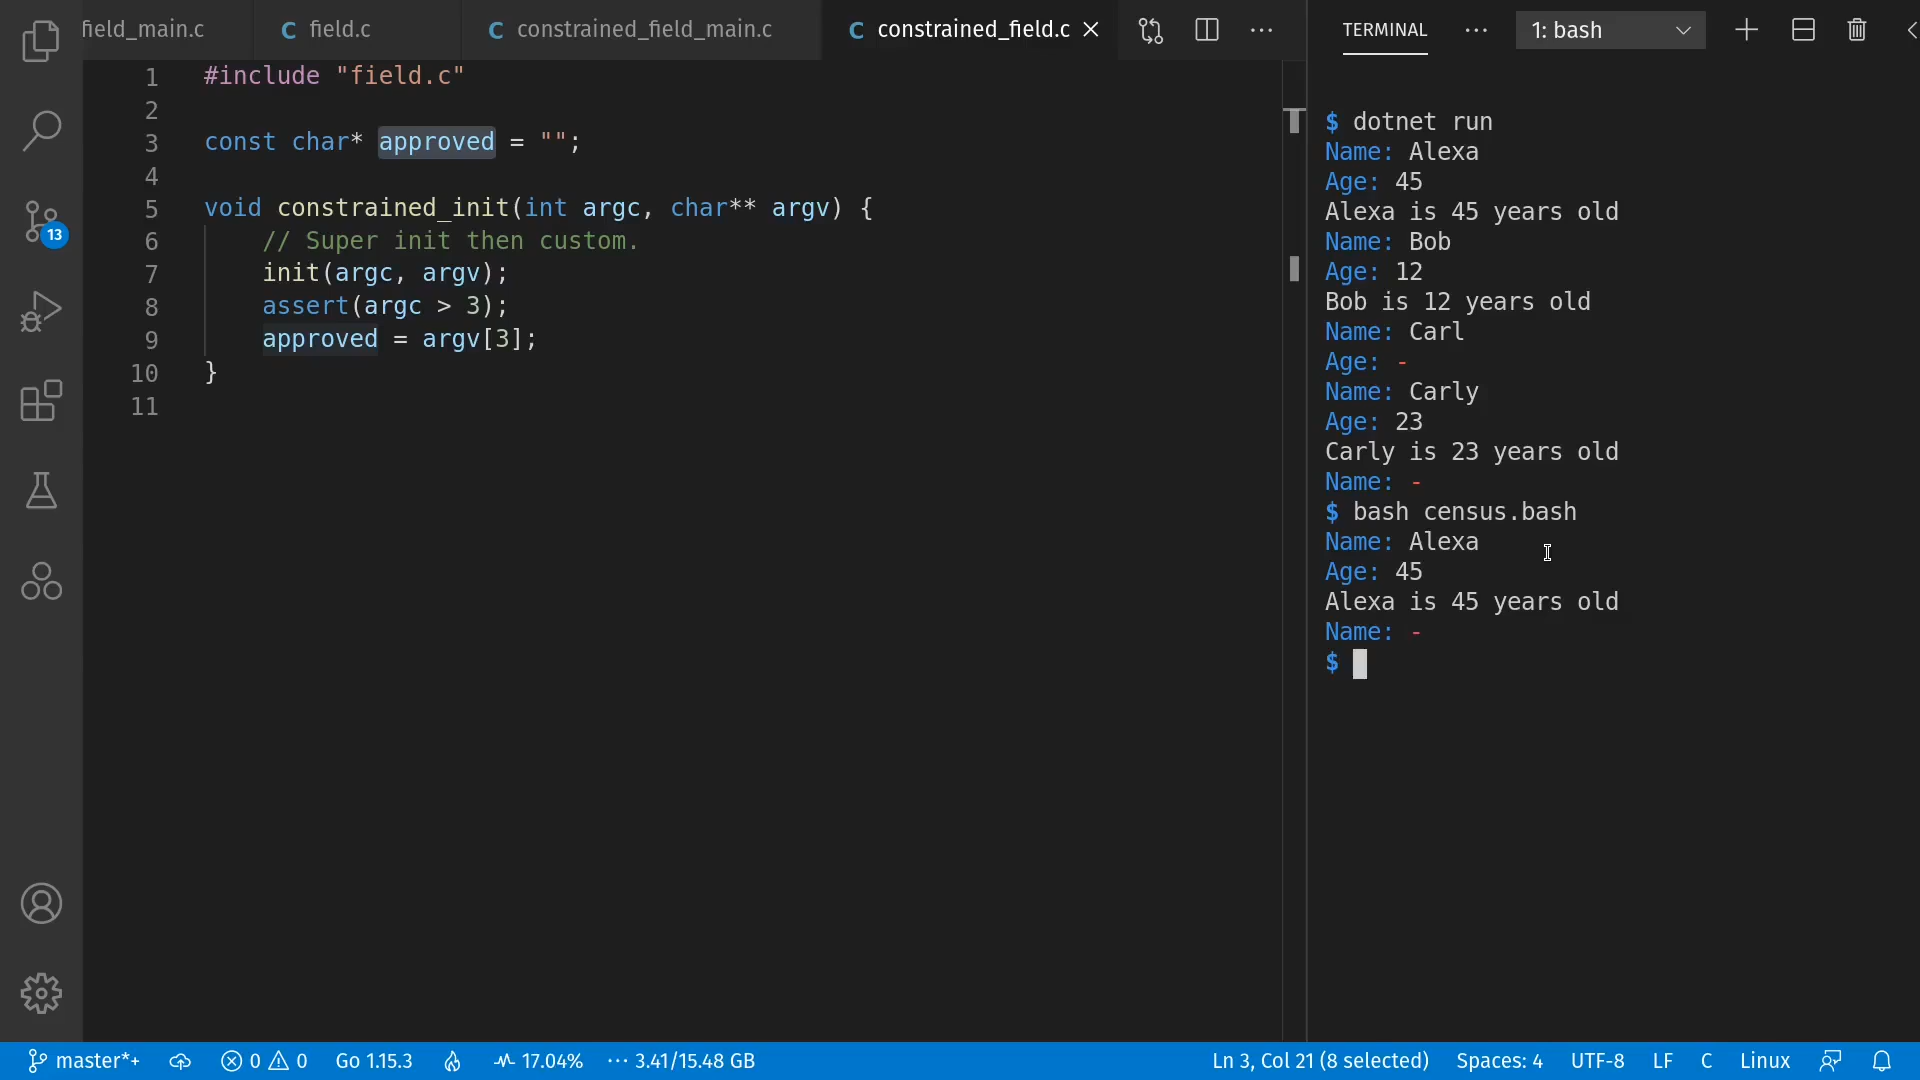 field_main.c
C field.c
C constrained_field_main.c
C constrained_field.c
1 #include "field.c"
2
3 const char* approved = "";
4
5 void constrained_init(int argc, char** argv) {
6 // Super init then custom.
7 init(argc, argv);
8 assert(argc > 3);
9 approved = argv[3];
10 }
11
13
TERMINAL
1: bash
$ dotnet run
Name: Alexa
Age: 45
Alexa is 45 years old
Name: Bob
Age: 12
Bob is 12 years old
Name: Carl
Age: -
Name: Carly
Age: 23
Carly is 23 years old
Name: -
$ bash census.bash
Name: Alexa
Age: 45
Alexa is 45 years old
Name: -
$
master*+ 0 0 Go 1.15.3 17.04% 3.41/15.48 GB Ln 3, Col 21 (8 selected) Spaces: 4 UTF-8 LF C Linux